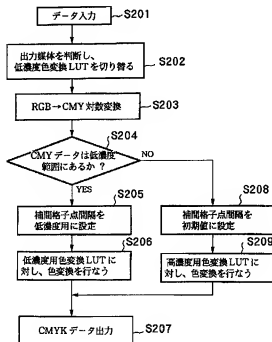 データ入力
S201
出力媒体を判断し、
低濃度色変換LUTを切り替る
S202
RGB→CMY 対数変換
S203
S204
CMYデータは低濃度
範囲にあるか？
NO
YES
S205
補間格子点間隔を
低濃度用に設定
S206
低濃度用色変換LUTに
対し、色変換を行なう
S208
補間格子点間隔を
初期値に設定
S209
高濃度用色変換LUTに
対し、色変換を行なう
CMYKデータ出力
S207